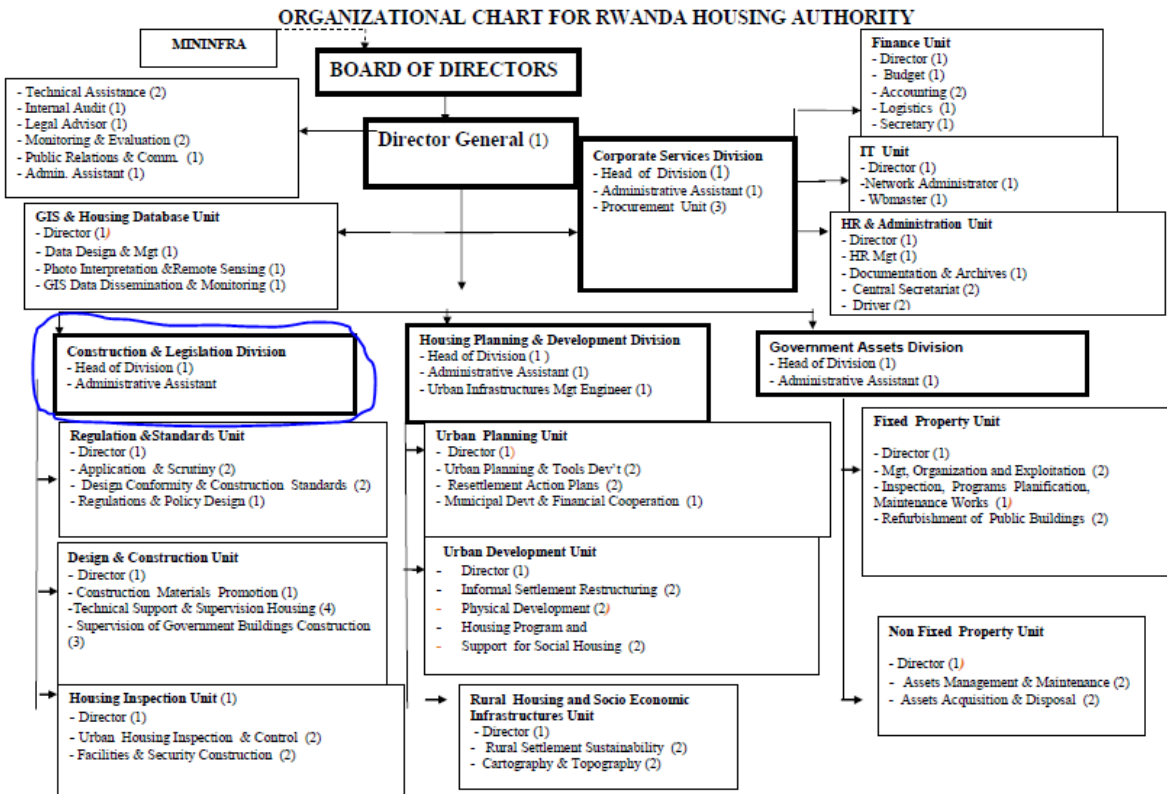 ORGANIZATIONAL CHART FOR RWANDA HOUSING AUTHORITY
MININFRA
BOARD OF DIRECTORS
Finance Unit
- Director (1)
- Budget (1)
- Accounting (2)
- Logistics (1)
- Secretary (1)
- Technical Assistance (2)
- Internal Audit (1)
- Legal Advisor (1)
- Monitoring & Evaluation (2)
- Public Relations & Comm. (1)
- Admin. Assistant (1)
Director General (1)
Corporate Services Division
- Head of Division (1)
- Administrative Assistant (1)
- Procurement Unit (3)
IT Unit
- Director (1)
-Network Administrator (1)
- Wbmaster (1)
GIS & Housing Database Unit
- Director (1)
- Data Design & Mgt (1)
- Photo Interpretation &Remote Sensing (1)
- GIS Data Dissemination & Monitoring (1)
HR & Administration Unit
- Director (1)
- HR Mgt (1)
- Documentation & Archives (1)
- Central Secretariat (2)
- Driver (2)
Construction & Legislation Division
- Head of Division (1)
- Administrative Assistant
Housing Planning & Development Division
- Head of Division (1 )
- Administrative Assistant (1)
- Urban Infrastructures Mgt Engineer (1)
Government Assets Division
- Head of Division (1)
- Administrative Assistant (1)
Regulation &Standards Unit
- Director (1)
- Application & Scrutiny (2)
- Design Conformity & Construction Standards (2)
- Regulations & Policy Design (1)
Urban Planning Unit
- Director (1)
- Urban Planning & Tools Dev't (2)
- Resettlement Action Plans (2)
- Municipal Devt & Financial Cooperation (1)
Fixed Property Unit
- Director (1)
- Mgt, Organization and Exploitation (2)
- Inspection, Programs Planification,
Maintenance Works (1)
- Refurbishment of Public Buildings (2)
Design & Construction Unit
- Director (1)
- Construction Materials Promotion (1)
-Technical Support & Supervision Housing (4)
- Supervision of Government Buildings Construction
(3)
Urban Development Unit
- Director (1)
- Informal Settlement Restructuring (2)
- Physical Development (2)
- Housing Program and
- Support for Social Housing (2)
Non Fixed Property Unit
- Director (1)
- Assets Management & Maintenance (2)
- Assets Acquisition & Disposal (2)
Housing Inspection Unit (1)
- Director (1)
- Urban Housing Inspection & Control (2)
- Facilities & Security Construction (2)
Rural Housing and Socio Economic
Infrastructures Unit
- Director (1)
- Rural Settlement Sustainability (2)
- Cartography & Topography (2)